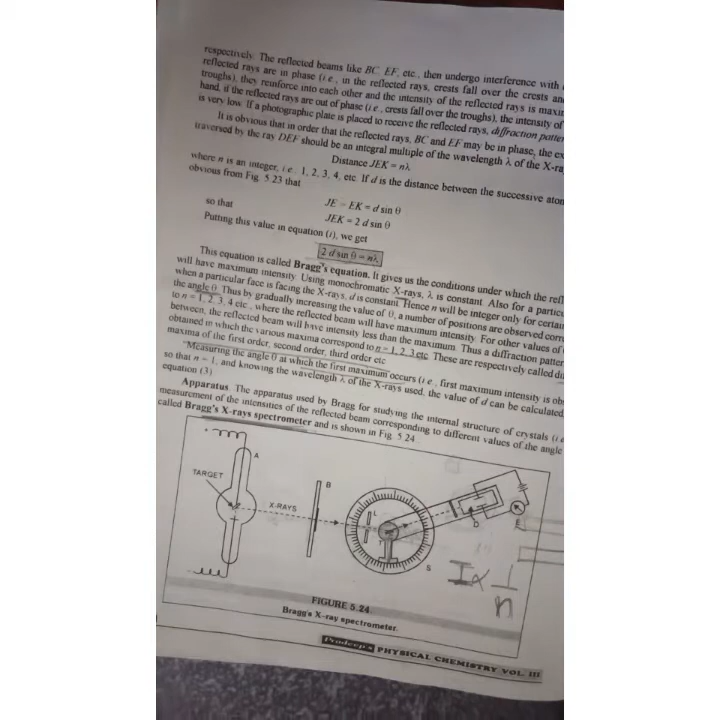 respectively. The reflected beams like BC, EF, etc., then undergo interference with
reflected rays are in phase (i.e., in the reflected rays, crests fall over the crests and
troughs), they reinforce into each other and the intensity of the reflected rays is
hand, if the reflected rays are out of phase (i.e., crests fall over the troughs), the intensity of
is very low. If a photographic plate is placed to receive the reflected rays, diffraction
It is obvious that in order that the reflected rays, BC and EF may be in phase, the
traversed by the ray DEF should be an integral multiple of the wavelength λ of the
Distance JEK = nλ
where n is an integer, i.e., 1, 2, 3, 4, etc. If d is the distance between the successive
obvious from Fig. 5.23 that
JE = EK = d sin θ
so that JEK = 2 d sin θ
Putting this value in equation (i), we get
2 d sin θ = nλ
This equation is called Bragg's equation. It gives us the conditions under which the
will have maximum intensity. Using monochromatic X-rays, λ is constant. Also for a
when a particular face is facing the X-rays, d is constant. Hence n will be integer only for
the angle θ. Thus by gradually increasing the value of θ, a number of positions are observed
to n = 1, 2, 3, 4 etc., where the reflected beam will have maximum intensity. For other values of
between, the reflected beam will have intensity less than the maximum. Thus a diffraction
obtained in which the various maxima correspond to n = 1, 2, 3 etc. These are respectively called
maxima of the first order, second order, third order etc.
Measuring the angle θ at which the first maximum occurs (i.e., first maximum intensity is
so that n = 1, and knowing the wavelength λ of the X-rays used, the value of d can be calculated
equation (3).
Apparatus. The apparatus used by Bragg for studying the internal structure of crystals
measurement of the intensities of the reflected beam corresponding to different values of the angle
called Bragg's X-rays spectrometer and is shown in Fig. 5.24
A
TARGET
X-RAYS
B
L
T
S
D
E
I ∝ 1/n
FIGURE 5.24.
Bragg's X-ray spectrometer.
Pradeep's PHYSICAL CHEMISTRY VOL. III